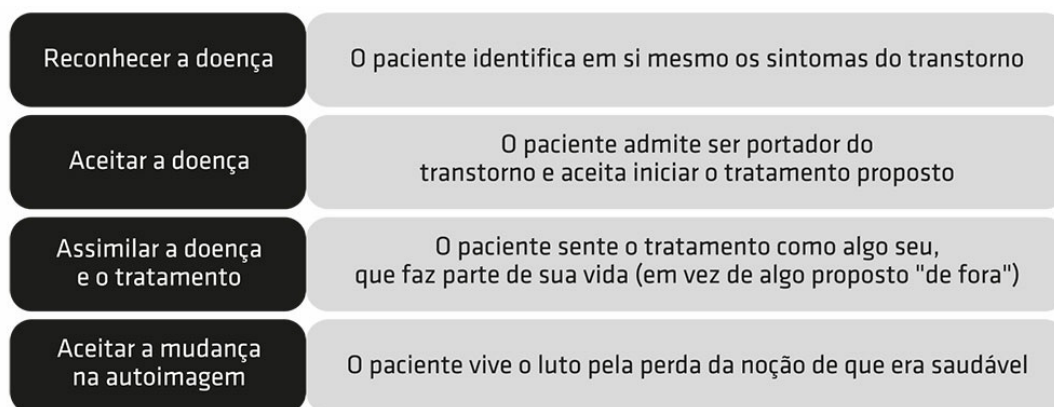 Reconhecer a doença
O paciente identifica em si mesmo os sintomas do transtorno
Aceitar a doença
O paciente admite ser portador do
transtorno e aceita iniciar o tratamento proposto
Assimilar a doença
e o tratamento
O paciente sente o tratamento como algo seu,
que faz parte de sua vida (em vez de algo proposto "de fora")
Aceitar a mudança
na autoimagem
O paciente vive o luto pela perda da noção de que era saudável